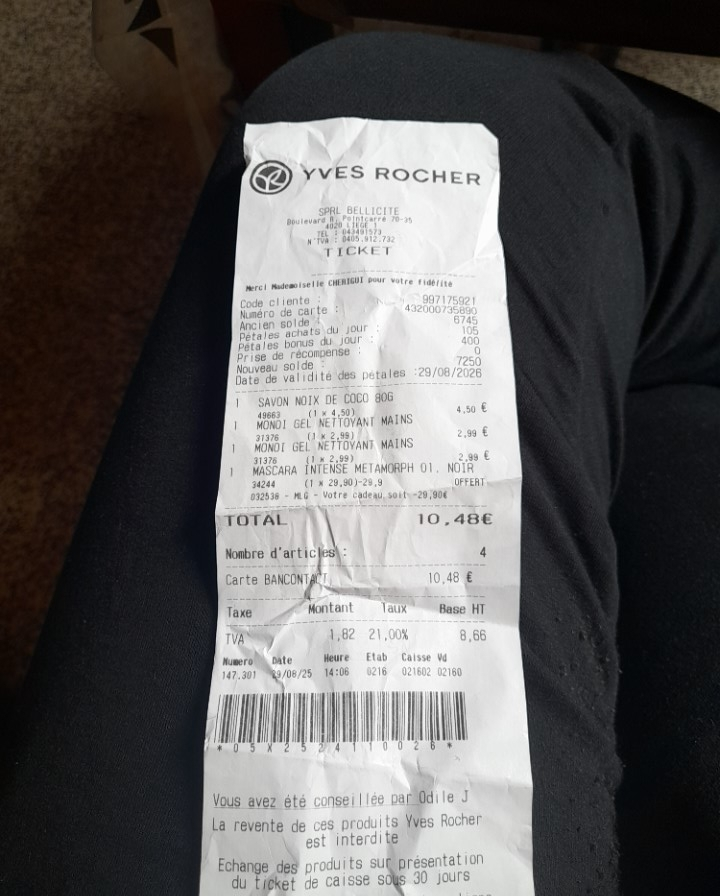 YVES ROCHER
SPRL BELLICITE
Boulevard R. Poincarré 70-35
4020 LIEGE 1
TEL : 043491573
N°TVA : 0405.912.732
TICKET
Merci Mademoiselle CHERIGUI pour votre fidélité
Code cliente : 997175921
Numéro de carte : 432000735890
Ancien solde : 6745
Pétales achats du jour : 105
Pétales bonus du jour : 400
Prise de récompense : 0
Nouveau solde : 7250
Date de validité des pétales :29/08/2026
1 SAVON NOIX DE COCO 80G
49663 (1 x 4,50) 4,50 €
1 MONOI GEL NETTOYANT MAINS
31376 (1 x 2,99) 2,99 €
1 MONOI GEL NETTOYANT MAINS
31376 (1 x 2,99) 2,99 €
1 MASCARA INTENSE METAMORPH 01. NOIR
34244 (1 x 29,90)-29,9 OFFERT
032538 - MLG - Votre cadeau soit -29,90€
TOTAL 10,48€
Nombre d'articles : 4
Carte BANCONTACT 10,48 €
Taxe Montant Taux Base HT
TVA 1,82 21,00% 8,66
Numero Date Heure Etab Caisse Vd
147.301 29/08/25 14:06 0216 021602 02160
*05X2524110026*
Vous avez été conseillée par Odile J
La revente de ces produits Yves Rocher
est interdite
Echange des produits sur présentation
du ticket de caisse sous 30 jours